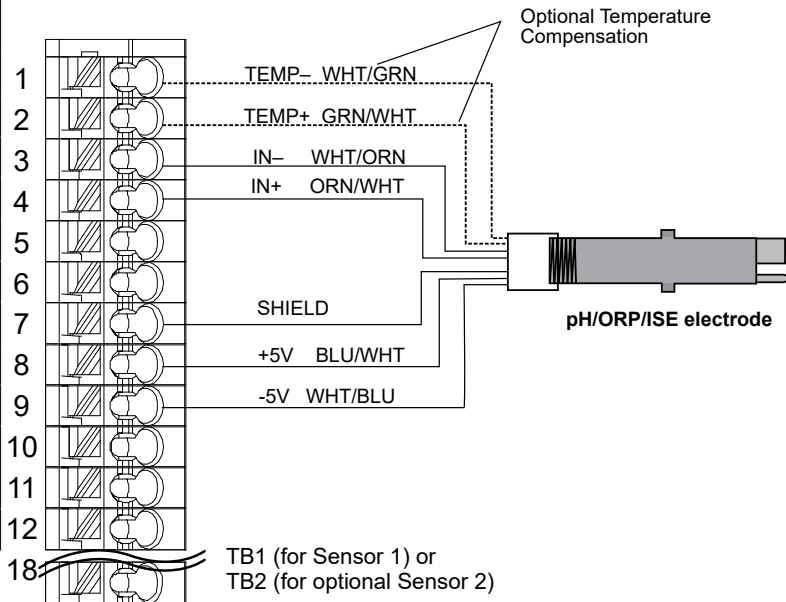 Optional Temperature
Compensation
1 TEMP– WHT/GRN
2 TEMP+ GRN/WHT
3 IN– WHT/ORN
4 IN+ ORN/WHT
5
6
7 SHIELD
8 +5V BLU/WHT
9 -5V WHT/BLU
10
11
12
18
pH/ORP/ISE electrode
TB1 (for Sensor 1) or
TB2 (for optional Sensor 2)